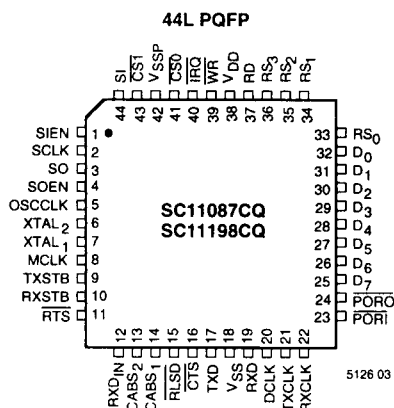 44L PQFP
SI
CS1
VSSP
CS0
IRQ
WR
VDD
RD
RS3
RS2
RS1
44
43
42
41
40
39
38
37
36
35
34
SIEN 1
SCLK 2
SO 3
SOEN 4
OSCCLK 5
XTAL2 6
XTAL1 7
MCLK 8
TXSTB 9
RXSTB 10
RTS 11
SC11087CQ
SC11198CQ
33 RS0
32 D0
31 D1
30 D2
29 D3
28 D4
27 D5
26 D6
25 D7
24 PORO
23 PORI
12
13
14
15
16
17
18
19
20
21
22
RXDIN
CABS2
CABS1
RLSD
CTS
TXD
VSS
RXD
DCLK
TXCLK
RXCLK
5126 03